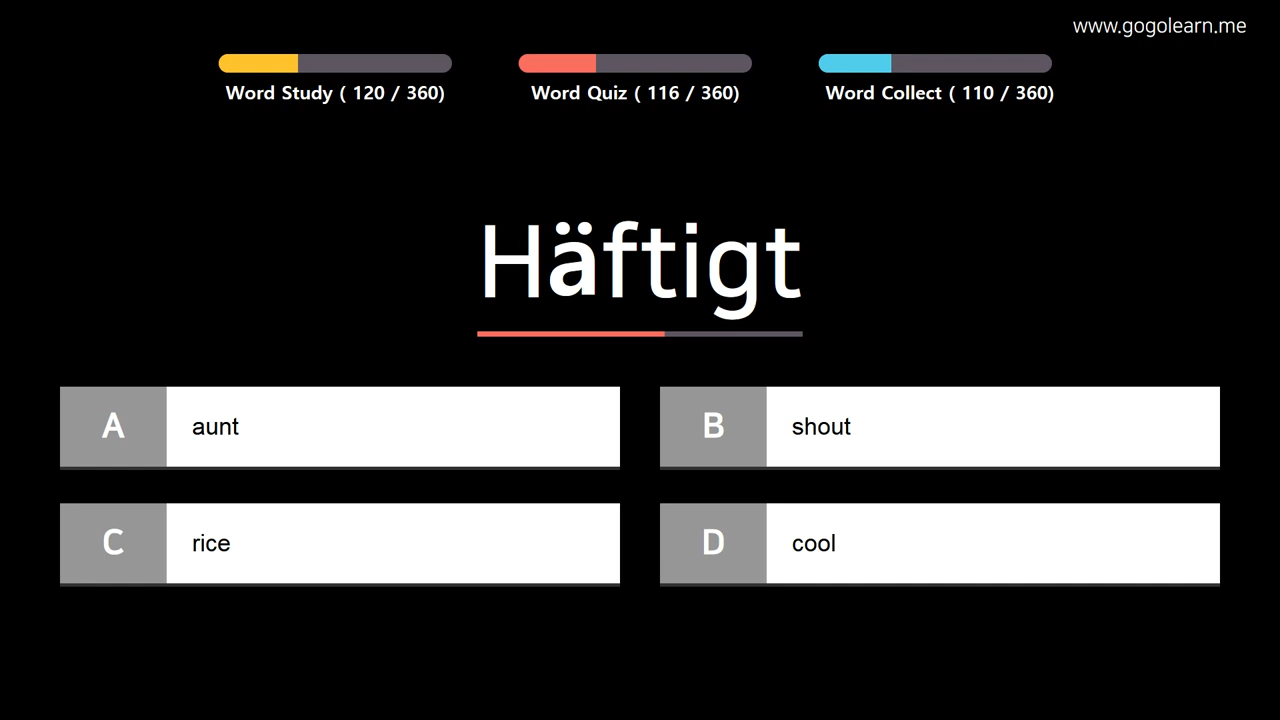 www.gogolearn.me
Word Study ( 120 / 360)
Word Quiz ( 116 / 360)
Word Collect ( 110 / 360)
Häftigt
A aunt
B shout
C rice
D cool